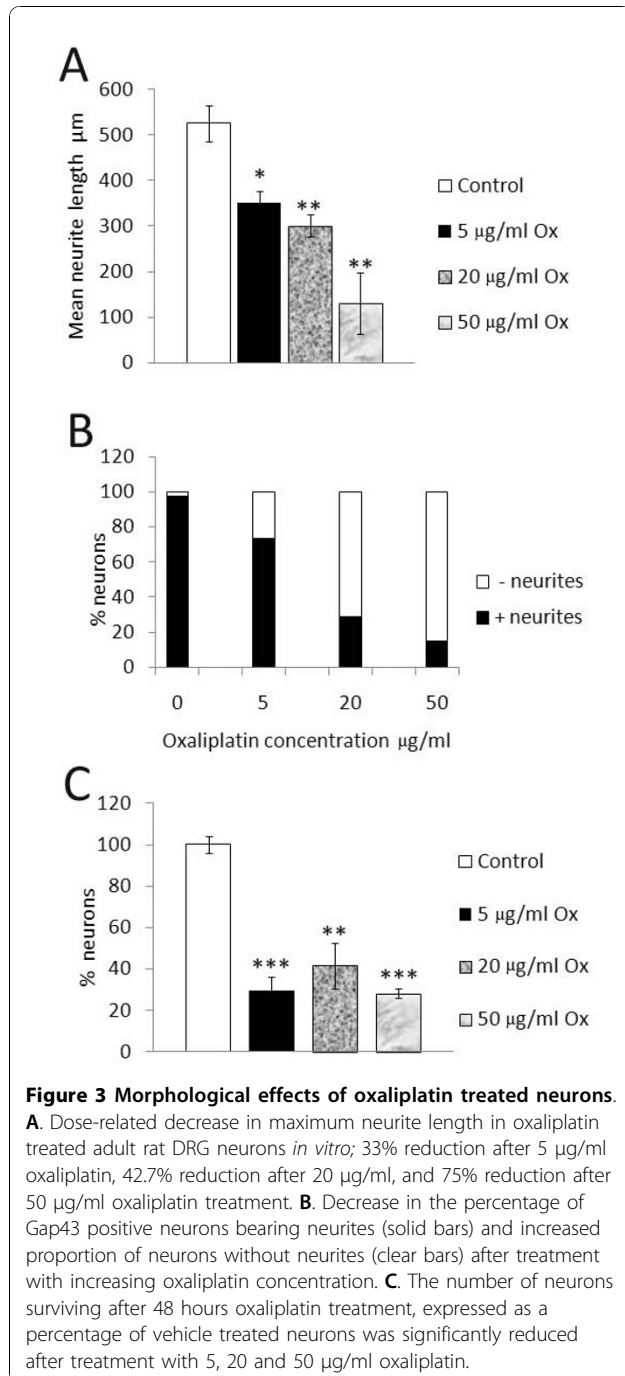 A
600
500
400
300
200
100
0
Mean neurite length µm
*
**
**
Control
5 µg/ml Ox
20 µg/ml Ox
50 µg/ml Ox
B
120
100
80
60
40
20
0
% neurons
- neurites
+ neurites
0 5 20 50
Oxaliplatin concentration µg/ml
C
120
100
80
60
40
20
0
% neurons
***
**
***
Control
5 µg/ml Ox
20 µg/ml Ox
50 µg/ml Ox
Figure 3 Morphological effects of oxaliplatin treated neurons.
A. Dose-related decrease in maximum neurite length in oxaliplatin
treated adult rat DRG neurons in vitro; 33% reduction after 5 µg/ml
oxaliplatin, 42.7% reduction after 20 µg/ml, and 75% reduction after
50 µg/ml oxaliplatin treatment. B. Decrease in the percentage of
Gap43 positive neurons bearing neurites (solid bars) and increased
proportion of neurons without neurites (clear bars) after treatment
with increasing oxaliplatin concentration. C. The number of neurons
surviving after 48 hours oxaliplatin treatment, expressed as a
percentage of vehicle treated neurons was significantly reduced
after treatment with 5, 20 and 50 µg/ml oxaliplatin.